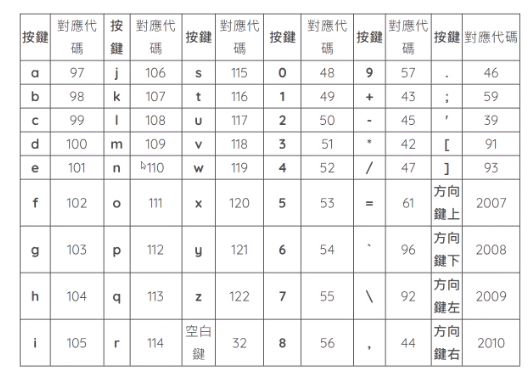 按鍵 對應代碼 按鍵 對應代碼 按鍵 對應代碼 按鍵 對應代碼 按鍵 對應代碼 按鍵 對應代碼
a 97 j 106 s 115 0 48 9 57 . 46
b 98 k 107 t 116 1 49 + 43 ; 59
c 99 l 108 u 117 2 50 - 45 ' 39
d 100 m 109 v 118 3 51 * 42 [ 91
e 101 n 110 w 119 4 52 / 47 ] 93
f 102 o 111 x 120 5 53 = 61 方向鍵上 2007
g 103 p 112 y 121 6 54 ` 96 方向鍵下 2008
h 104 q 113 z 122 7 55 \ 92 方向鍵左 2009
i 105 r 114 空白鍵 32 8 56 , 44 方向鍵右 2010